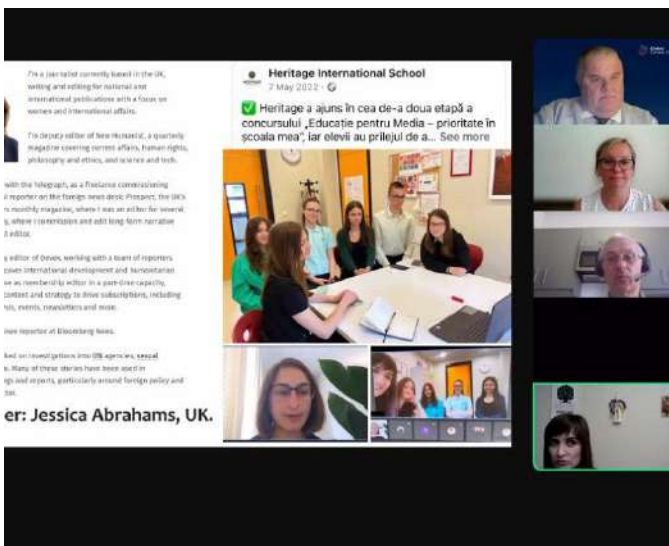 I'm a journalist currently based in the UK,
writing and editing for national and
international publications with a focus on
women and international affairs.
I'm deputy editor of New Humanist, a quarterly
magazine covering current affairs, human rights,
philosophy and ethics, and science and tech.
with the Telegraph, as a freelance commissioning
reporter on the foreign news desk; Prospect, the UK's
monthly magazine, where I was an editor for several
where I commission and edit long-form narrative
editor.
editor of Devex, working with a team of reporters
cover international development and humanitarian
as membership editor in a part-time capacity,
content and strategy to drive subscriptions, including
events, newsletters and more.
reporter at Bloomberg News.
on investigations into UN agencies, sexual
Many of these stories have been used in
and reports, particularly around foreign policy and
er: Jessica Abrahams, UK.
Heritage International School
7 May 2022
Heritage a ajuns în cea de-a doua etapă a
concursului „Educație pentru Media – prioritate în
școala mea", iar elevii au prilejul de a... See more